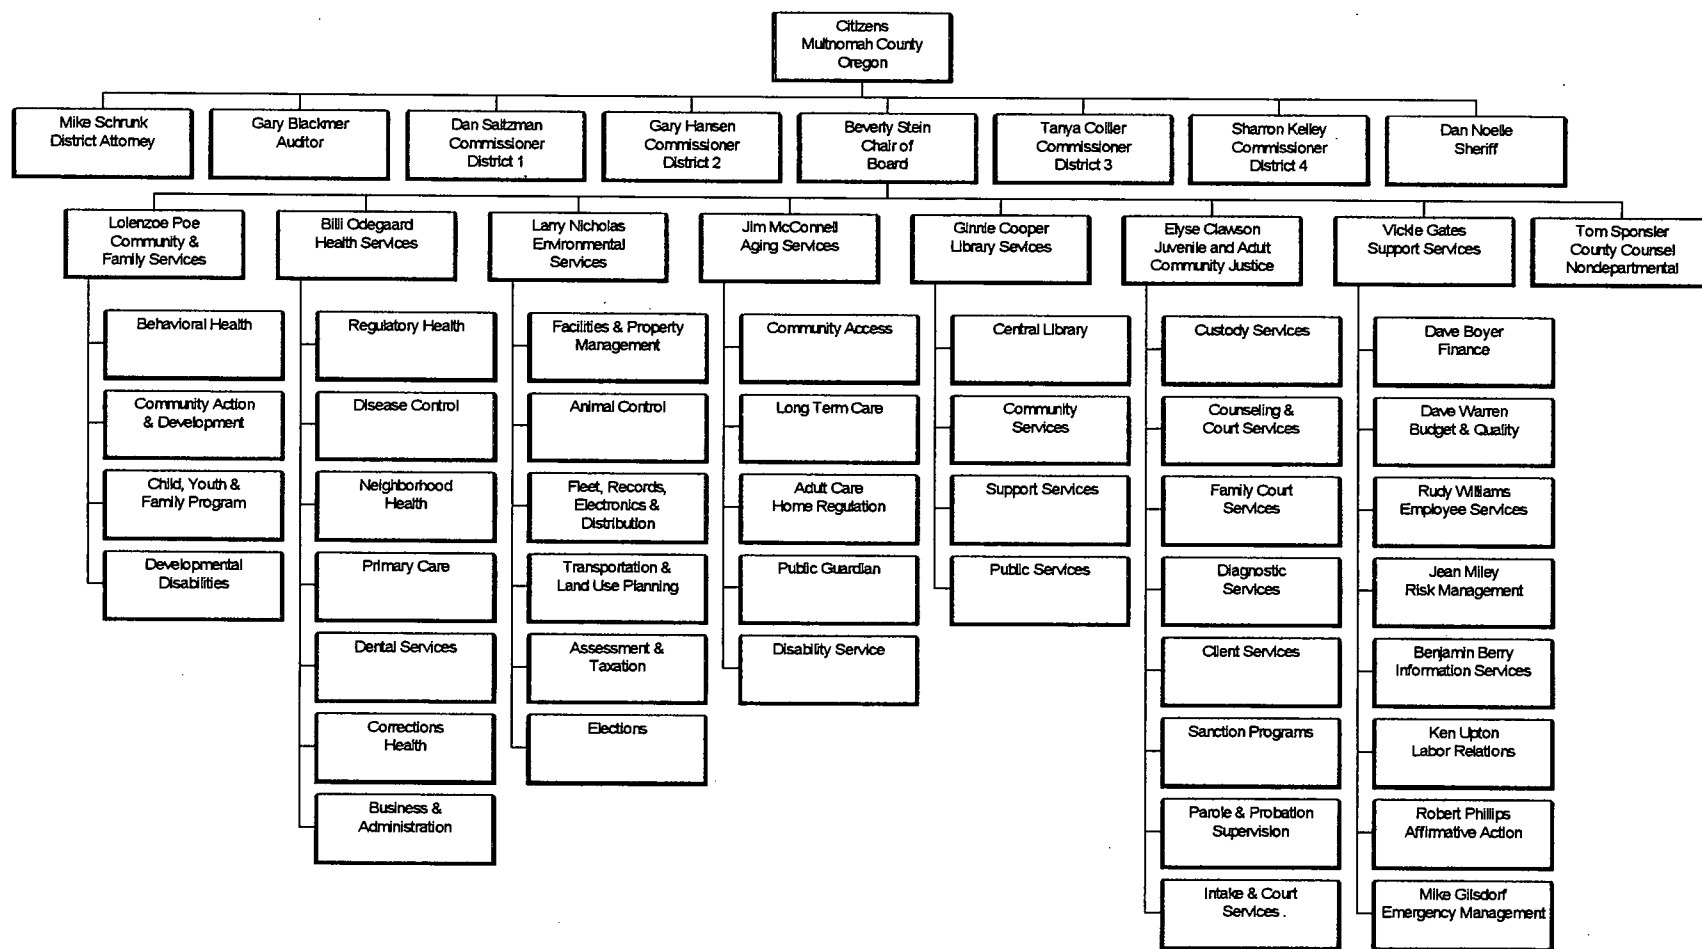 Citizens
Multnomah County
Oregon
Mike Schrunk
District Attorney
Gary Blackmer
Auditor
Dan Saltzman
Commissioner
District 1
Gary Hansen
Commissioner
District 2
Beverly Stein
Chair of
Board
Tanya Collier
Commissioner
District 3
Sharron Kelley
Commissioner
District 4
Dan Noelle
Sheriff
Lolenzoe Poe
Community &
Family Services
Billi Odegaard
Health Services
Larry Nicholas
Environmental
Services
Jim McConnell
Aging Services
Ginnie Cooper
Library Services
Elyse Clawson
Juvenile and Adult
Community Justice
Vickie Gates
Support Services
Tom Sponsler
County Counsel
Nondepartmental
Behavioral Health
Community Action
& Development
Child, Youth &
Family Program
Developmental
Disabilities
Regulatory Health
Disease Control
Neighborhood
Health
Primary Care
Dental Services
Corrections
Health
Business &
Administration
Facilities & Property
Management
Animal Control
Fleet, Records,
Electronics &
Distribution
Transportation &
Land Use Planning
Assessment &
Taxation
Elections
Community Access
Long Term Care
Adult Care
Home Regulation
Public Guardian
Disability Service
Central Library
Community
Services
Support Services
Public Services
Custody Services
Counseling &
Court Services
Family Court
Services
Diagnostic
Services
Client Services
Sanction Programs
Parole & Probation
Supervision
Intake & Court
Services
Dave Boyer
Finance
Dave Warren
Budget & Quality
Rudy Williams
Employee Services
Jean Miley
Risk Management
Benjamin Berry
Information Services
Ken Upton
Labor Relations
Robert Phillips
Affirmative Action
Mike Gilsdorf
Emergency Management